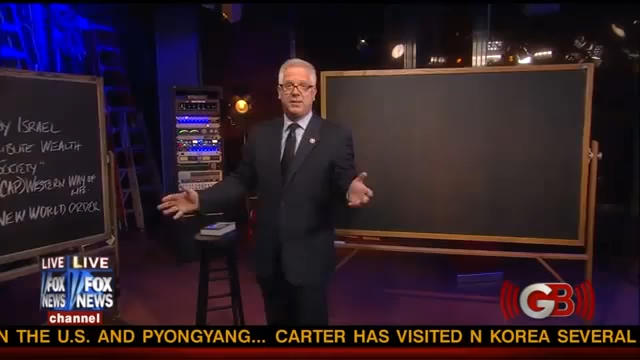 BY ISRAEL
IBUTE WEALTH
SOCIETY"
(CAP) WESTERN WAY OF
LIFE
NEW WORLD ORDER
LIVE LIVE
FOX FOX
NEWS NEWS
channel
GB
N THE U.S. AND PYONGYANG... CARTER HAS VISITED N KOREA SEVERAL